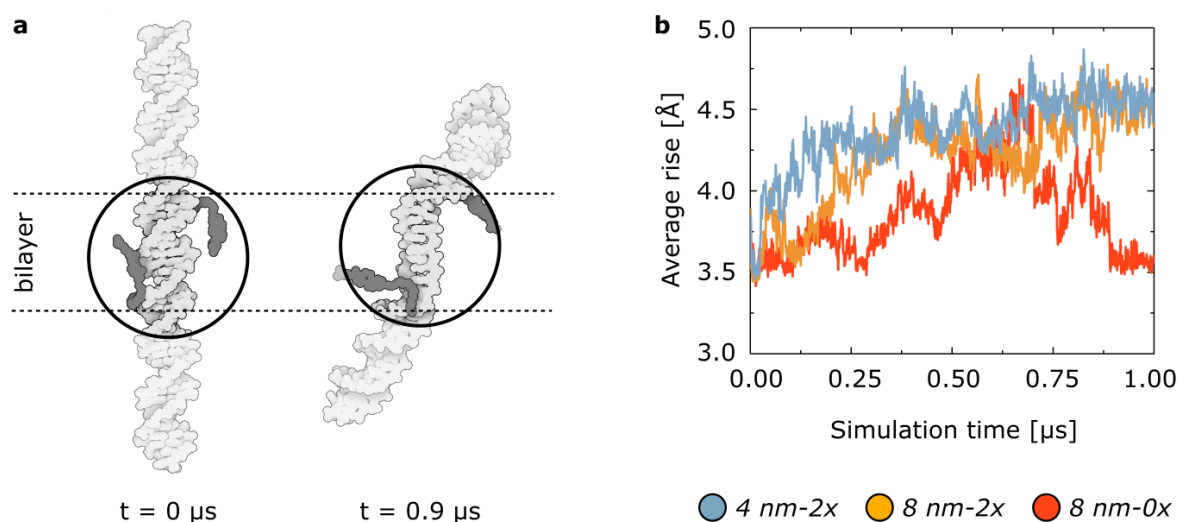 a
bilayer
t = 0 µs
t = 0.9 µs
b
Average rise [Å]
5.0
4.5
4.0
3.5
3.0
0.00 0.25 0.50 0.75 1.00
Simulation time [µs]
4 nm-2x 8 nm-2x 8 nm-0x